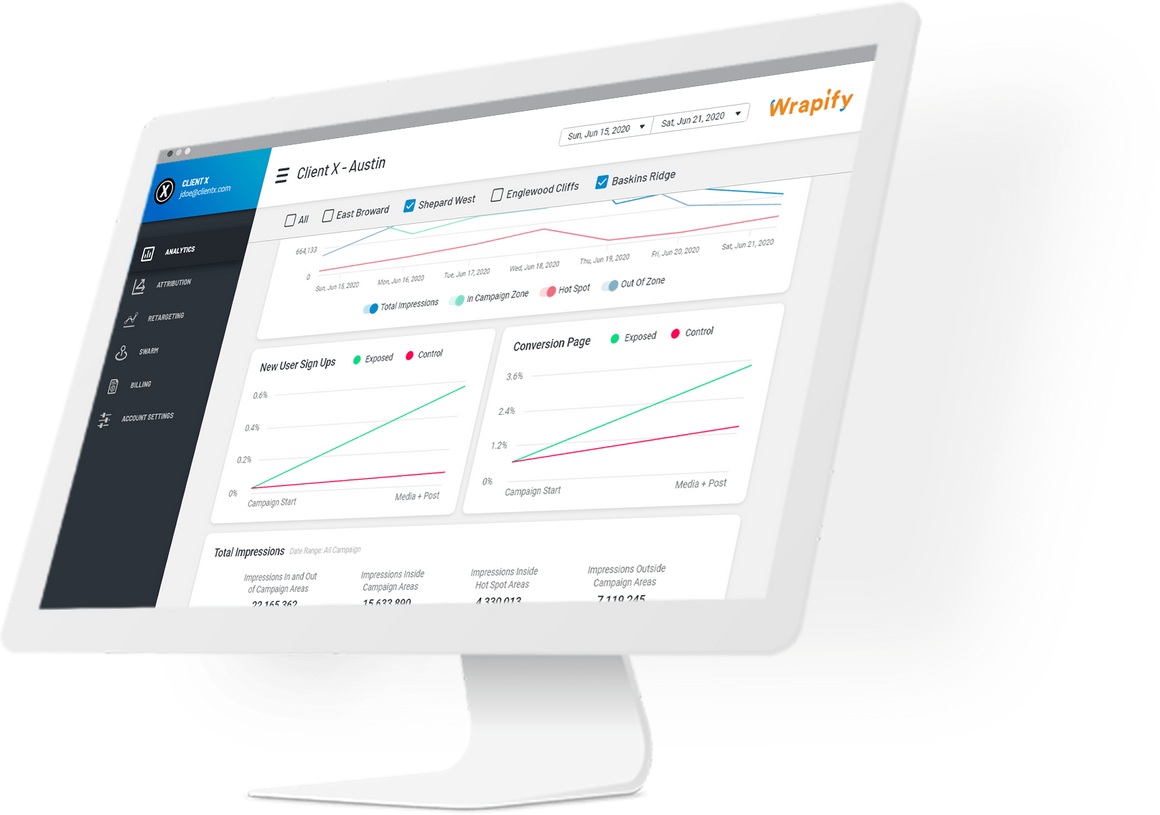 Wrapify
Sun, Jun 15, 2020 Sat, Jun 21, 2020
CLIENT X
jdoe@clientx.com
Client X - Austin
All East Broward Shepard West Englewood Cliffs Baskins Ridge
ANALYTICS
ATTRIBUTION
RETARGETING
SWARM
BILLING
ACCOUNT SETTINGS
664,133
0
Sun, Jun 15, 2020 Mon, Jun 16, 2020 Tue, Jun 17, 2020 Wed, Jun 18, 2020 Thu, Jun 19, 2020 Fri, Jun 20, 2020 Sat, Jun 21, 2020
Total Impressions In Campaign Zone Hot Spot Out Of Zone
New User Sign Ups Exposed Control
0.6%
0.4%
0.2%
0%
Campaign Start Media + Post
Conversion Page Exposed Control
3.6%
2.4%
1.2%
0%
Campaign Start Media + Post
Total Impressions Date Range: All Campaign
Impressions In and Out
of Campaign Areas
22,165,362
Impressions Inside
Campaign Areas
15,633,890
Impressions Inside
Hot Spot Areas
4,330,013
Impressions Outside
Campaign Areas
7,119,245